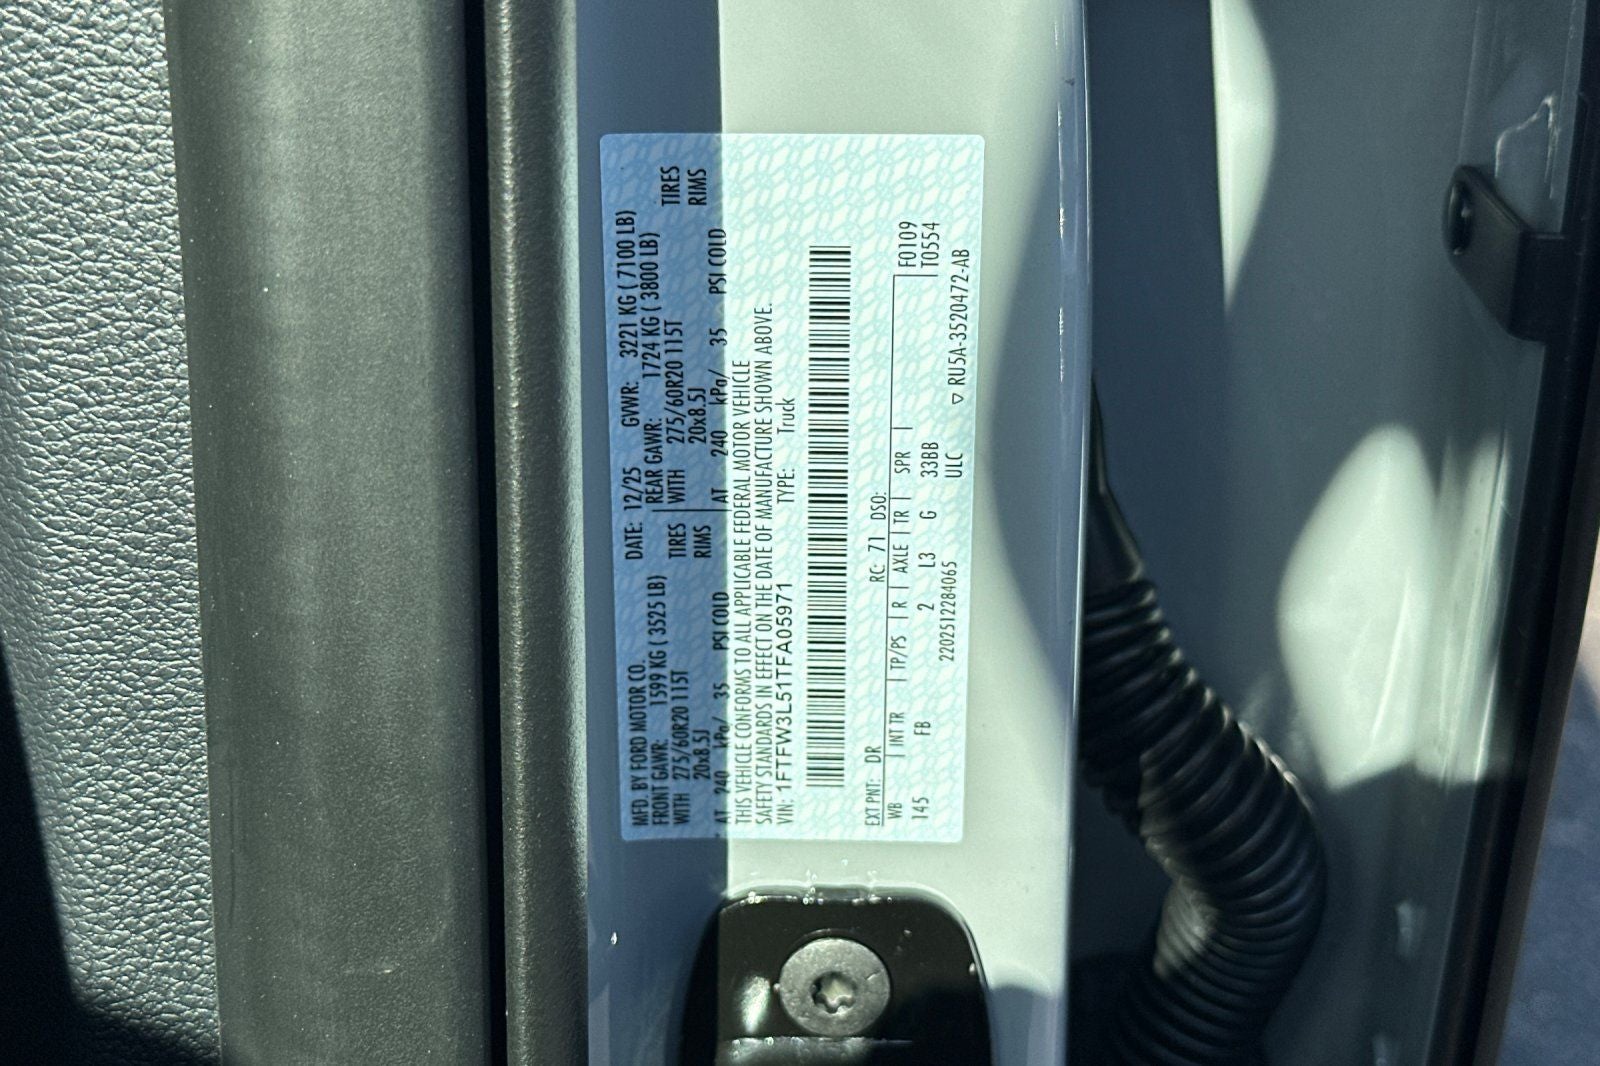 MFD. BY FORD MOTOR CO. DATE: 12/25 GVWR: 3221 KG ( 7100 LB)
FRONT GAWR: 1599 KG ( 3525 LB) REAR GAWR: 1724 KG ( 3800 LB)
WITH 275/60R20 115T TIRES WITH 275/60R20 115T TIRES
20x8.5J RIMS 20x8.5J RIMS
AT 240 kPa/ 35 PSI COLD AT 240 kPa/ 35 PSI COLD
THIS VEHICLE CONFORMS TO ALL APPLICABLE FEDERAL MOTOR VEHICLE
SAFETY STANDARDS IN EFFECT ON THE DATE OF MANUFACTURE SHOWN ABOVE.
VIN: 1FTFW3L51TFA05971 TYPE: Truck
EXT PNT: DR RC: 71 DSO:
WB INT TR TP/PS R AXLE TR SPR F0109
145 FB 2 L3 G 33BB T0554
2202512284065 ULC ▽ RU5A-3520472-AB